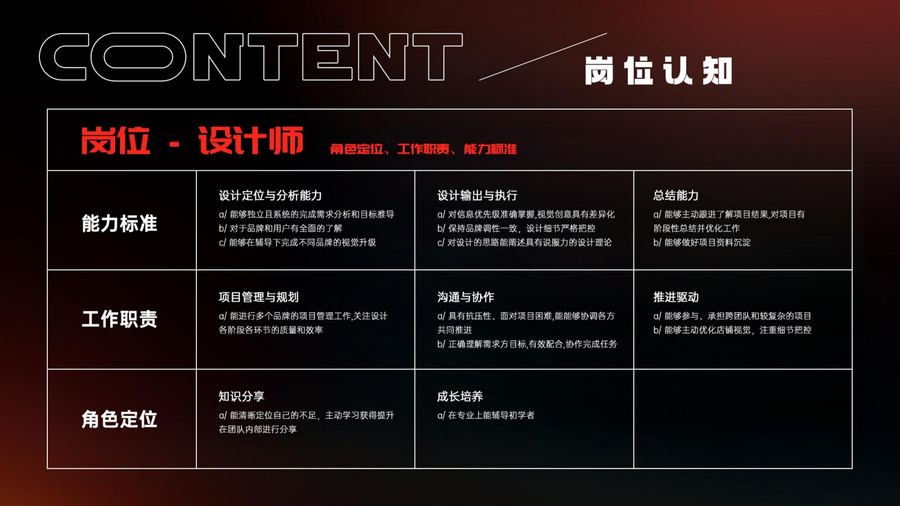 CONTENT
岗位认知
岗位 - 设计师
角色定位、工作职责、能力标准
能力标准
设计定位与分析能力
a/ 能够独立且系统的完成需求分析和目标推导
b/ 对于品牌和用户有全面的了解
c/ 能够在辅导下完成不同品牌的视觉升级
设计输出与执行
a/ 对信息优先级准确掌握,视觉创意具有差异化
b/ 保持品牌调性一致，设计细节严格把控
c/ 对设计的思路能阐述具有说服力的设计理论
总结能力
a/ 能够主动跟进了解项目结果,对项目有
阶段性总结并优化工作
b/ 能够做好项目资料沉淀
工作职责
项目管理与规划
a/ 能进行多个品牌的项目管理工作,关注设计
各阶段各环节的质量和效率
沟通与协作
a/ 具有抗压性、面对项目困难,能能够协调各方
共同推进
b/ 正确理解需求方目标,有效配合,协作完成任务
推进驱动
a/ 能够参与、承担跨团队和较复杂的项目
b/ 能够主动优化店铺视觉，注重细节把控
角色定位
知识分享
a/ 能清晰定位自己的不足，主动学习获得提升
在团队内部进行分享
成长培养
a/ 在专业上能辅导初学者